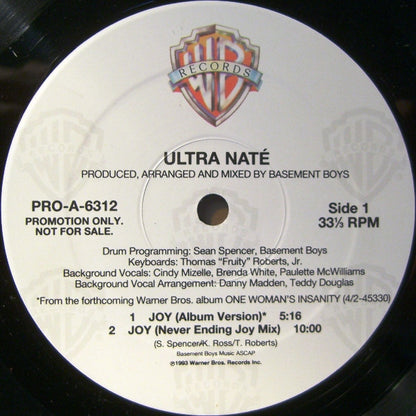 WB
RECORDS
ULTRA NATÉ
PRODUCED, ARRANGED AND MIXED BY BASEMENT BOYS
PRO-A-6312
PROMOTION ONLY.
NOT FOR SALE.
Side 1
33⅓ RPM
Drum Programming: Sean Spencer, Basement Boys
Keyboards: Thomas "Fruity" Roberts, Jr.
Background Vocals: Cindy Mizelle, Brenda White, Paulette McWilliams
Background Vocal Arrangement: Danny Madden, Teddy Douglas
*From the forthcoming Warner Bros. album ONE WOMAN'S INSANITY (4/2-45330)
1 JOY (Album Version)* 5:16
2 JOY (Never Ending Joy Mix) 10:00
(S. Spencer/K. Ross/T. Roberts)
Basement Boys Music ASCAP
℗1993 Warner Bros. Records Inc.